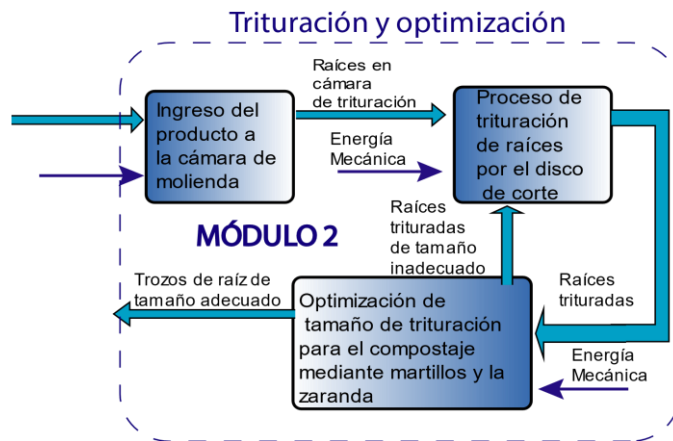 Trituración y optimización
Ingreso del
producto a
la cámara de
molienda
Raíces en
cámara
de trituración
Energía
Mecánica
Proceso de
trituración
de raíces
por el disco
de corte
MÓDULO 2
Raíces
trituradas
de tamaño
inadecuado
Trozos de raíz de
tamaño adecuado
Optimización de
tamaño de trituración
para el compostaje
mediante martillos y la
zaranda
Raíces
trituradas
Energía
Mecánica